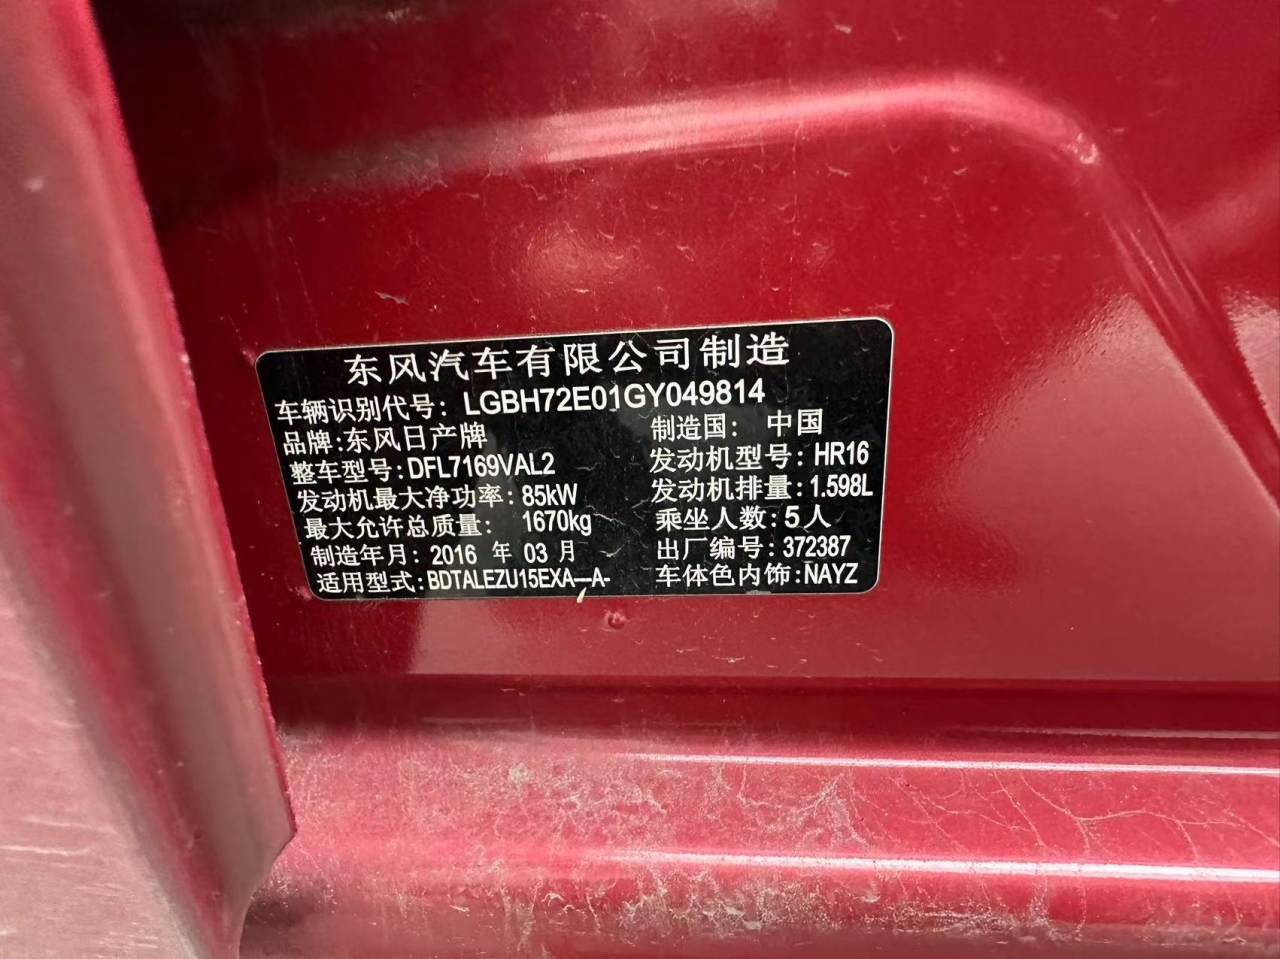 东风汽车有限公司制造
车辆识别代号: LGBH72E01GY049814
品牌:东风日产牌 制造国: 中国
整车型号:DFL7169VAL2 发动机型号: HR16
发动机最大净功率: 85kW 发动机排量: 1.598L
最大允许总质量: 1670kg 乘坐人数: 5人
制造年月: 2016 年 03 月 出厂编号: 372387
适用型式:BDTALEZU15EXA---A- 车体色内饰: NAYZ